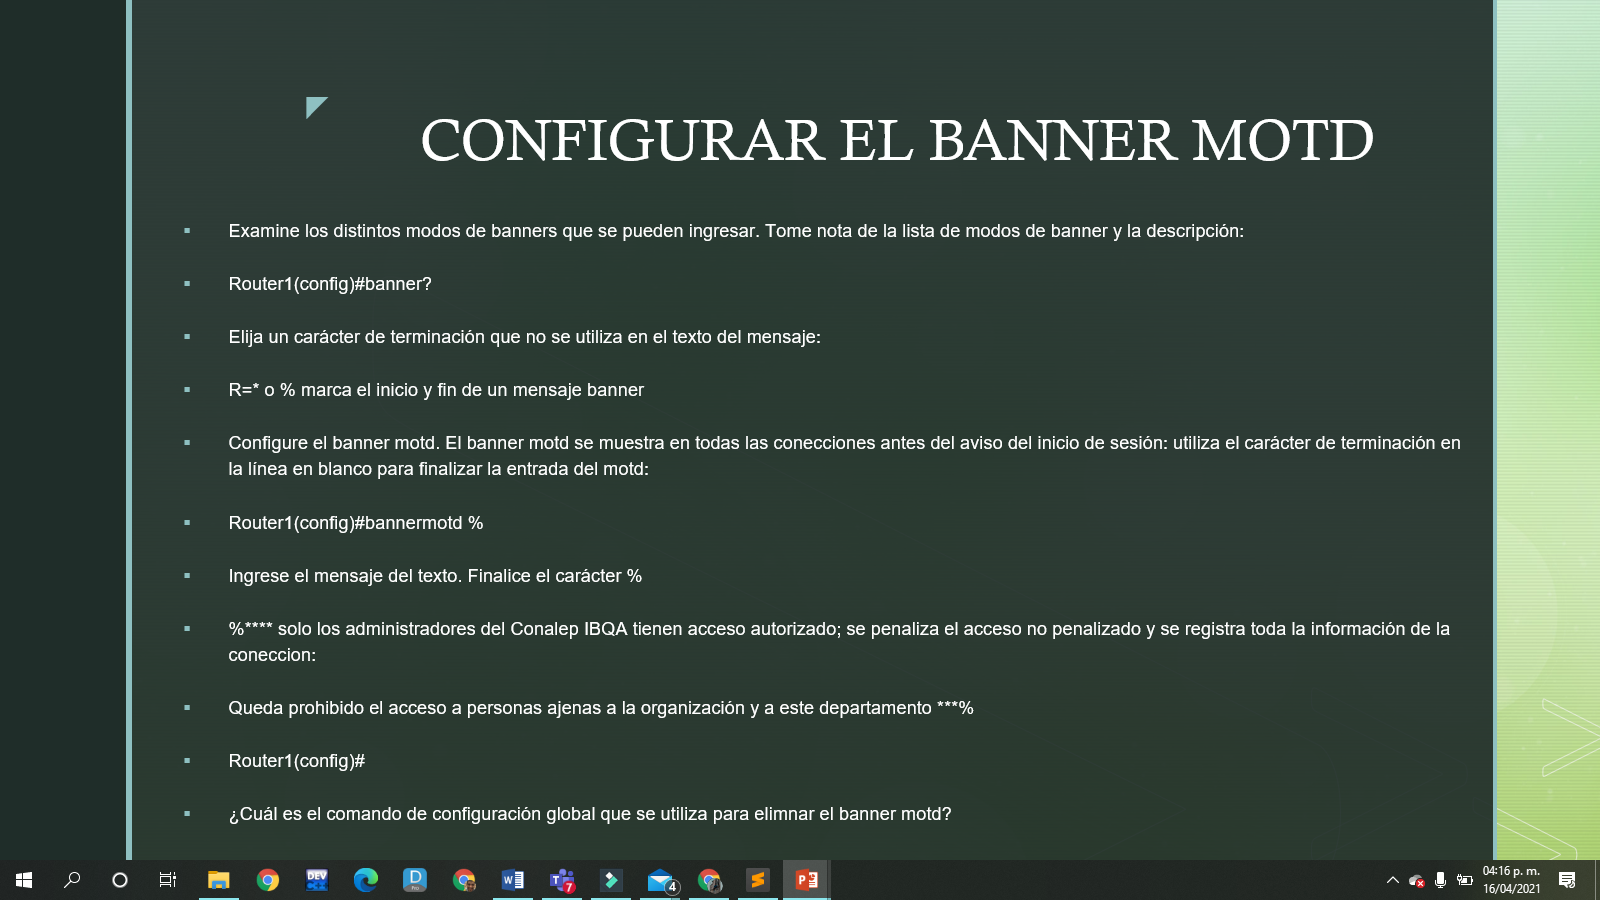 CONFIGURAR EL BANNER MOTD
Examine los distintos modos de banners que se pueden ingresar. Tome nota de la lista de modos de banner y la descripción:
Router1(config)#banner?
Elija un carácter de terminación que no se utiliza en el texto del mensaje:
R=* o % marca el inicio y fin de un mensaje banner
Configure el banner motd. El banner motd se muestra en todas las conecciones antes del aviso del inicio de sesión: utiliza el carácter de terminación en
la línea en blanco para finalizar la entrada del motd:
Router1(config)#bannermotd %
Ingrese el mensaje del texto. Finalice el carácter %
%**** solo los administradores del Conalep IBQA tienen acceso autorizado; se penaliza el acceso no penalizado y se registra toda la información de la
coneccion:
Queda prohibido el acceso a personas ajenas a la organización y a este departamento ***%
Router1(config)#
¿Cuál es el comando de configuración global que se utiliza para elimnar el banner motd?
DEV
C++
D
Pro
W
T
7
4
S
P
04:16 p. m.
16/04/2021